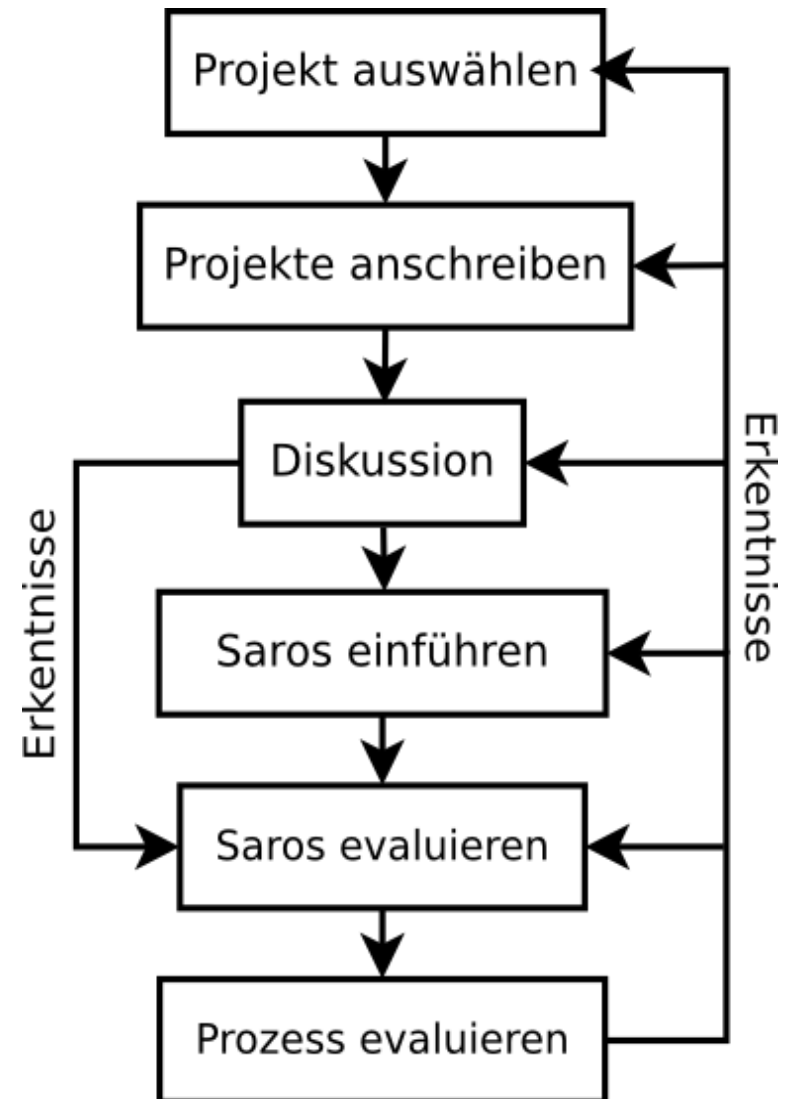 Projekt auswählen
Projekte anschreiben
Diskussion
Erkentnisse
Erkentnisse
Saros einführen
Saros evaluieren
Prozess evaluieren